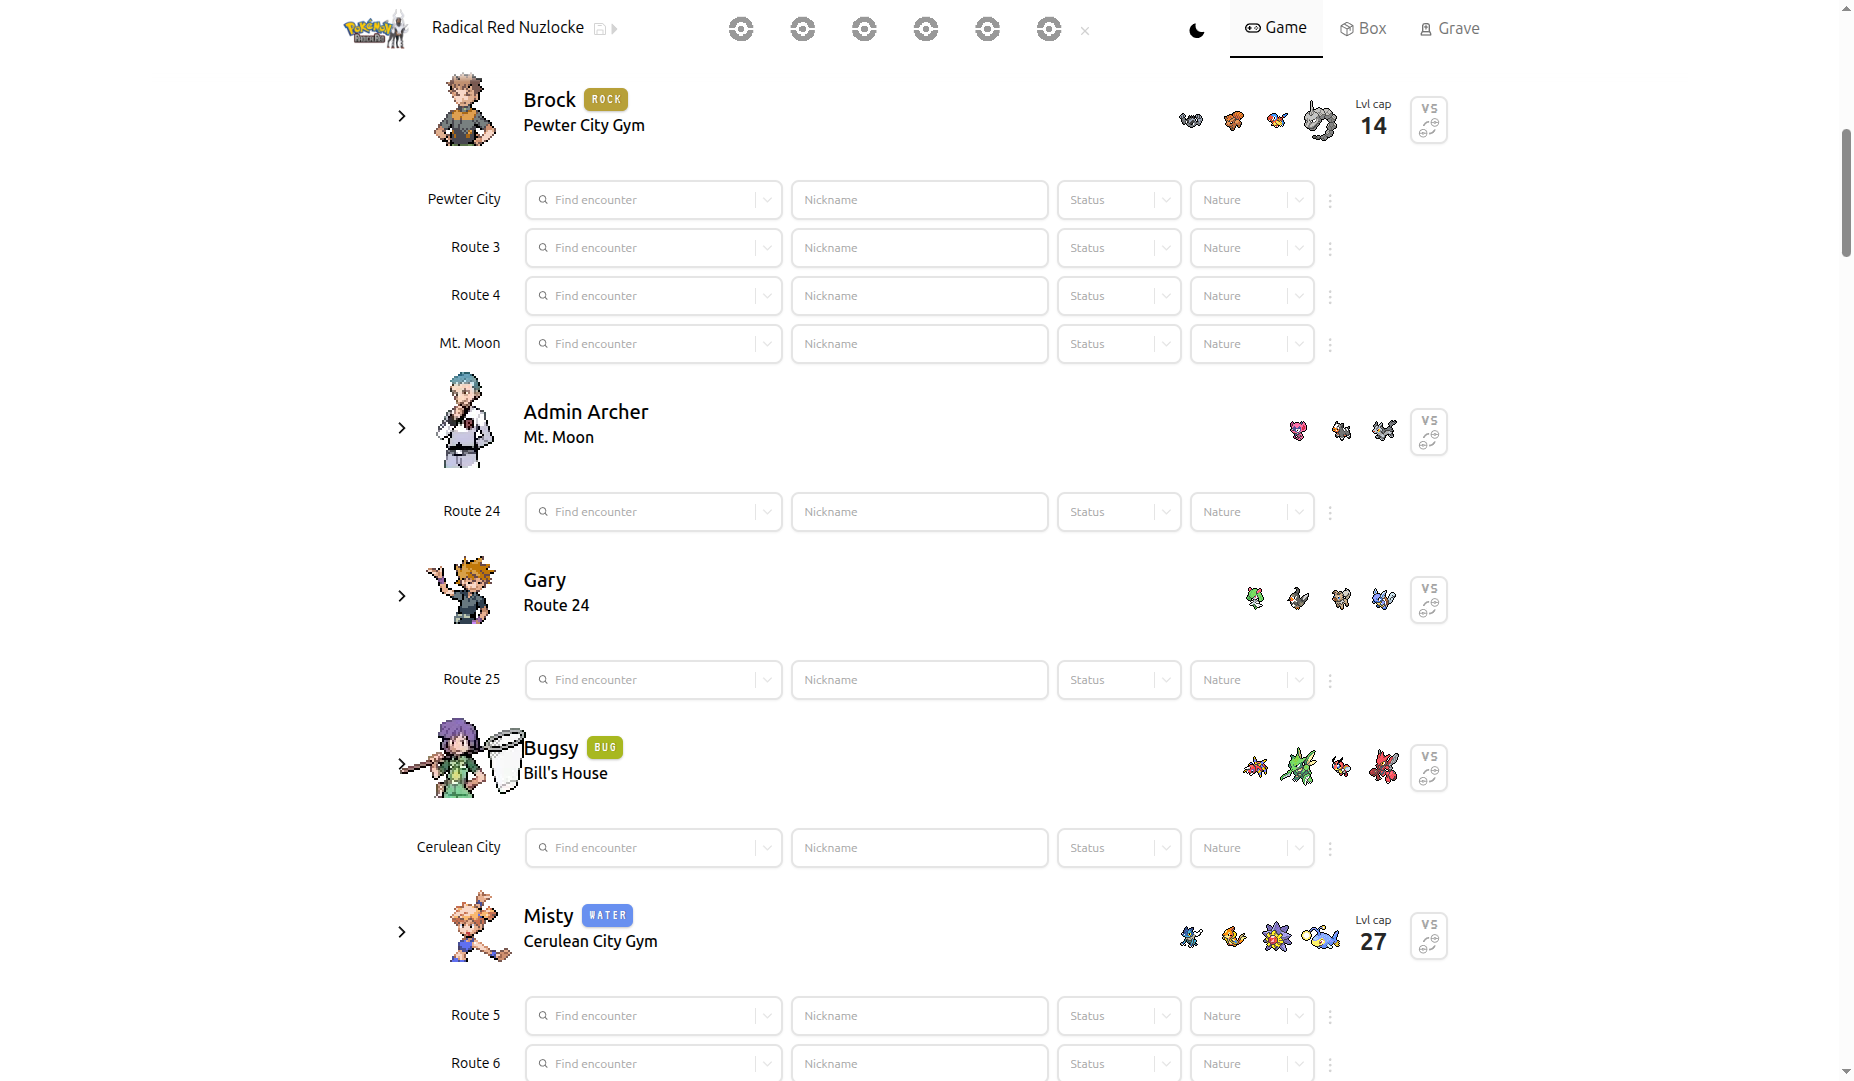 POKéMON
Radical Red Nuzlocke
Game
Box
Grave
Brock ROCK
Pewter City Gym
Lvl cap
14
VS
Pewter City Find encounter Nickname Status Nature
Route 3 Find encounter Nickname Status Nature
Route 4 Find encounter Nickname Status Nature
Mt. Moon Find encounter Nickname Status Nature
Admin Archer
Mt. Moon
VS
Route 24 Find encounter Nickname Status Nature
Gary
Route 24
VS
Route 25 Find encounter Nickname Status Nature
Bugsy BUG
Bill's House
VS
Cerulean City Find encounter Nickname Status Nature
Misty WATER
Cerulean City Gym
Lvl cap
27
VS
Route 5 Find encounter Nickname Status Nature
Route 6 Find encounter Nickname Status Nature